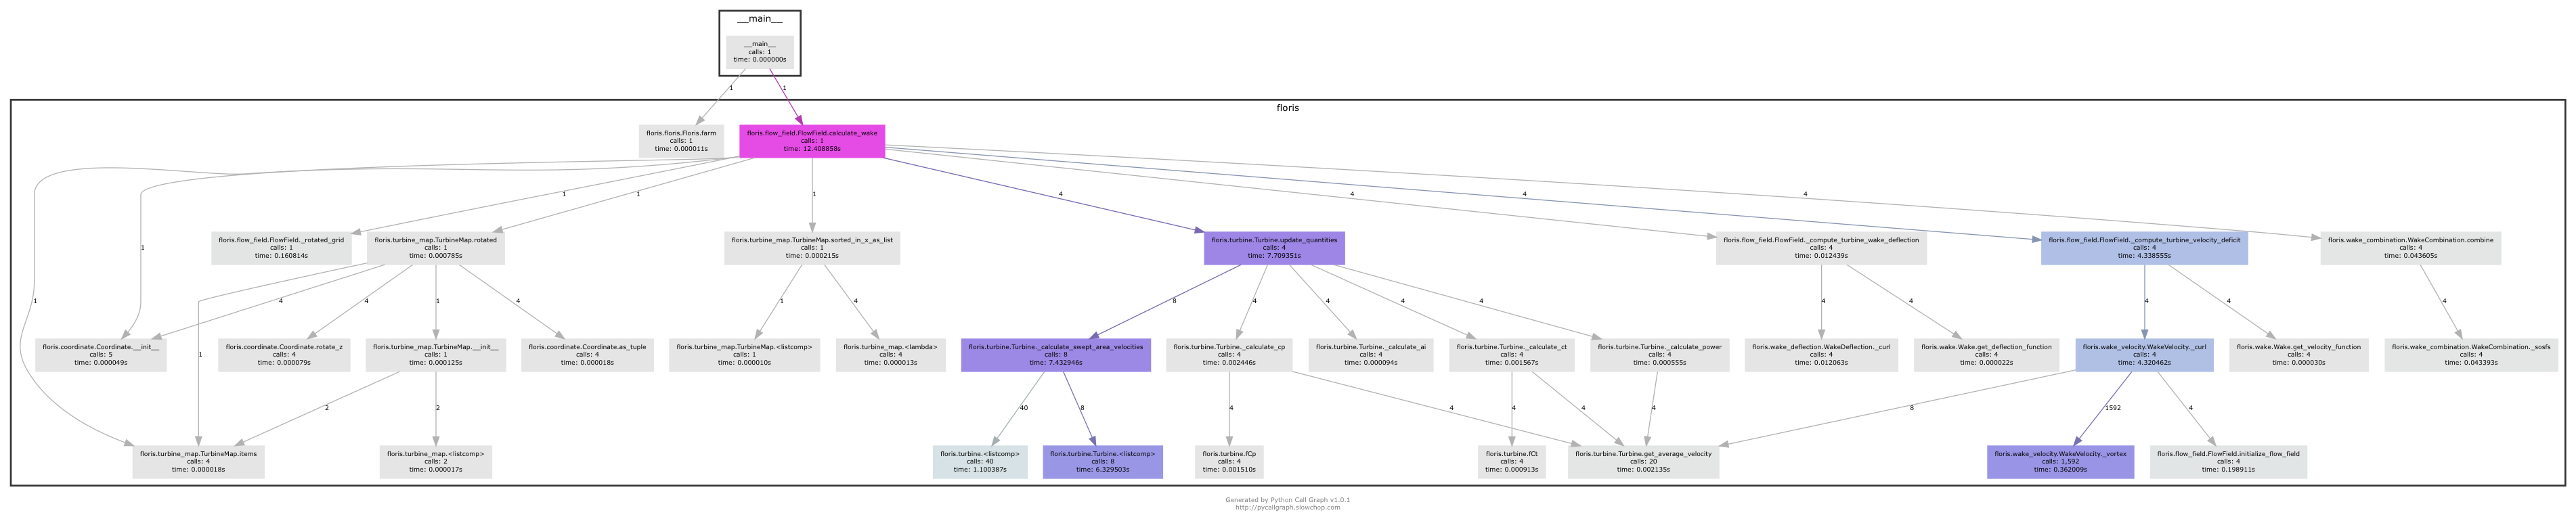 __main__
__main__
calls: 1
time: 0.000000s
1
1
floris
floris.floris.Floris.farm
calls: 1
time: 0.000011s
floris.flow_field.FlowField.calculate_wake
calls: 1
time: 12.408858s
1
1
1
1
1
4
4
4
4
floris.flow_field.FlowField._rotated_grid
calls: 1
time: 0.160814s
floris.turbine_map.TurbineMap.rotated
calls: 1
time: 0.000785s
floris.turbine_map.TurbineMap.sorted_in_x_as_list
calls: 1
time: 0.000215s
floris.turbine.Turbine.update_quantities
calls: 4
time: 7.709351s
floris.flow_field.FlowField._compute_turbine_wake_deflection
calls: 4
time: 0.012439s
floris.flow_field.FlowField._compute_turbine_velocity_deficit
calls: 4
time: 4.338555s
floris.wake_combination.WakeCombination.combine
calls: 4
time: 0.043605s
1
1
4
4
1
4
1
4
8
4
4
4
4
4
4
4
4
4
floris.coordinate.Coordinate.__init__
calls: 5
time: 0.000049s
floris.coordinate.Coordinate.rotate_z
calls: 4
time: 0.000079s
floris.turbine_map.TurbineMap.__init__
calls: 1
time: 0.000125s
floris.coordinate.Coordinate.as_tuple
calls: 4
time: 0.000018s
floris.turbine_map.TurbineMap.<listcomp>
calls: 1
time: 0.000010s
floris.turbine_map.<lambda>
calls: 4
time: 0.000013s
floris.turbine.Turbine._calculate_swept_area_velocities
calls: 8
time: 7.432946s
floris.turbine.Turbine._calculate_cp
calls: 4
time: 0.002446s
floris.turbine.Turbine._calculate_ai
calls: 4
time: 0.000094s
floris.turbine.Turbine._calculate_ct
calls: 4
time: 0.001567s
floris.turbine.Turbine._calculate_power
calls: 4
time: 0.000555s
floris.wake_deflection.WakeDeflection._curl
calls: 4
time: 0.012063s
floris.wake.Wake.get_deflection_function
calls: 4
time: 0.000022s
floris.wake_velocity.WakeVelocity._curl
calls: 4
time: 4.320462s
floris.wake.Wake.get_velocity_function
calls: 4
time: 0.000030s
floris.wake_combination.WakeCombination._sosfs
calls: 4
time: 0.043393s
2
2
40
8
4
4
4
4
4
8
1592
4
floris.turbine_map.TurbineMap.items
calls: 4
time: 0.000018s
floris.turbine_map.<listcomp>
calls: 2
time: 0.000017s
floris.turbine.<listcomp>
calls: 40
time: 1.100387s
floris.turbine.Turbine.<listcomp>
calls: 8
time: 6.329503s
floris.turbine.fCp
calls: 4
time: 0.001510s
floris.turbine.fCt
calls: 4
time: 0.000913s
floris.turbine.Turbine.get_average_velocity
calls: 20
time: 0.002135s
floris.wake_velocity.WakeVelocity._vortex
calls: 1,592
time: 0.362009s
floris.flow_field.FlowField.initialize_flow_field
calls: 4
time: 0.198911s
Generated by Python Call Graph v1.0.1
http://pycallgraph.slowchop.com